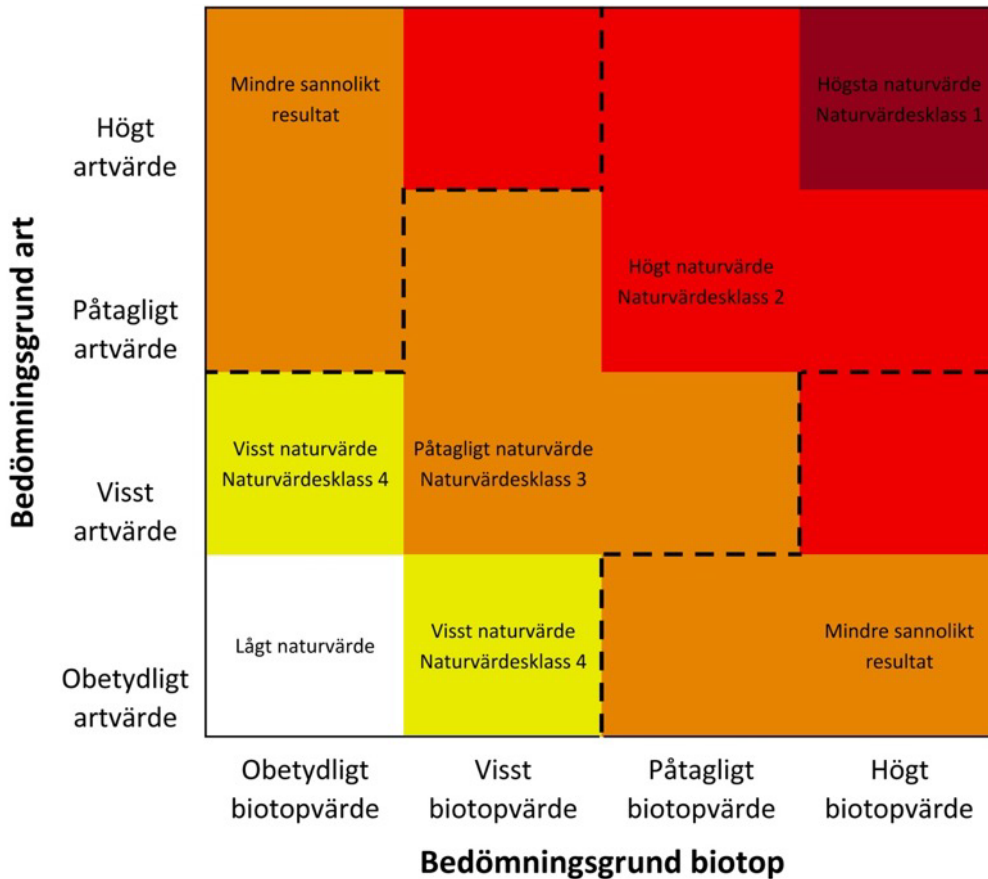 Bedömningsgrund art
Högt
artvärde
Mindre sannolikt
resultat
Högsta naturvärde
Naturvärdesklass 1
Påtagligt
artvärde
Högt naturvärde
Naturvärdesklass 2
Visst
artvärde
Visst naturvärde
Naturvärdesklass 4
Påtagligt naturvärde
Naturvärdesklass 3
Obetydligt
artvärde
Lågt naturvärde
Visst naturvärde
Naturvärdesklass 4
Mindre sannolikt
resultat
Obetydligt
biotopvärde
Visst
biotopvärde
Påtagligt
biotopvärde
Högt
biotopvärde
Bedömningsgrund biotop